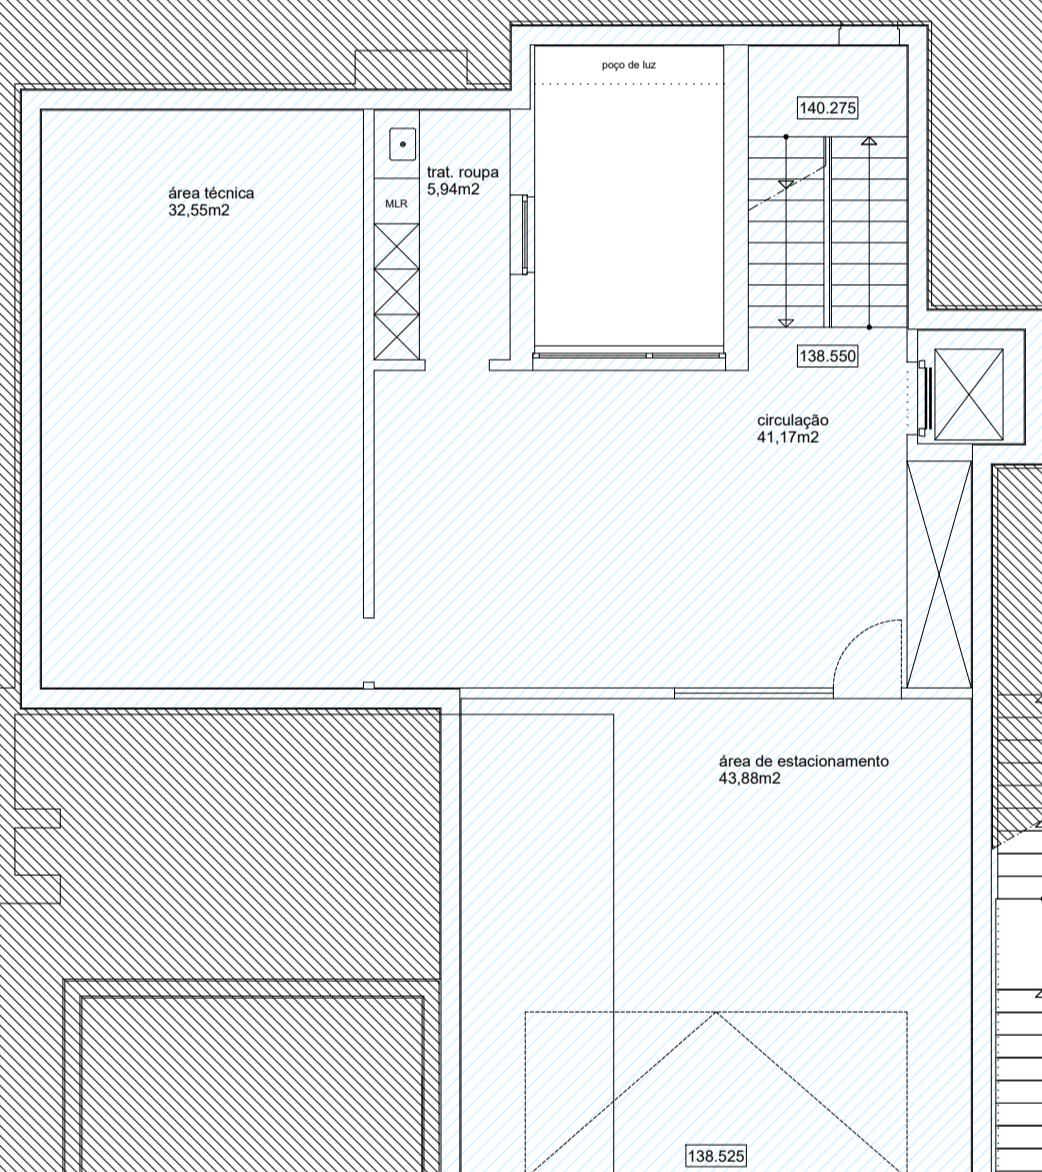 poço de luz
140.275
trat. roupa
5,94m2
área técnica
32,55m2
MLR
138.550
circulação
41,17m2
área de estacionamento
43,88m2
138.525